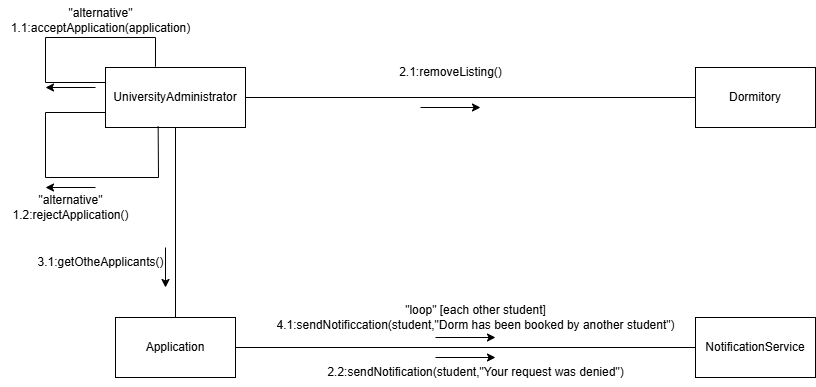 "alternative"
1.1:acceptApplication(application)
UniversityAdministrator
2.1:removeListing()
Dormitory
"alternative"
1.2:rejectApplication()
3.1:getOtheApplicants()
"loop" [each other student]
4.1:sendNotificcation(student,"Dorm has been booked by another student")
Application
NotificationService
2.2:sendNotification(student,"Your request was denied")